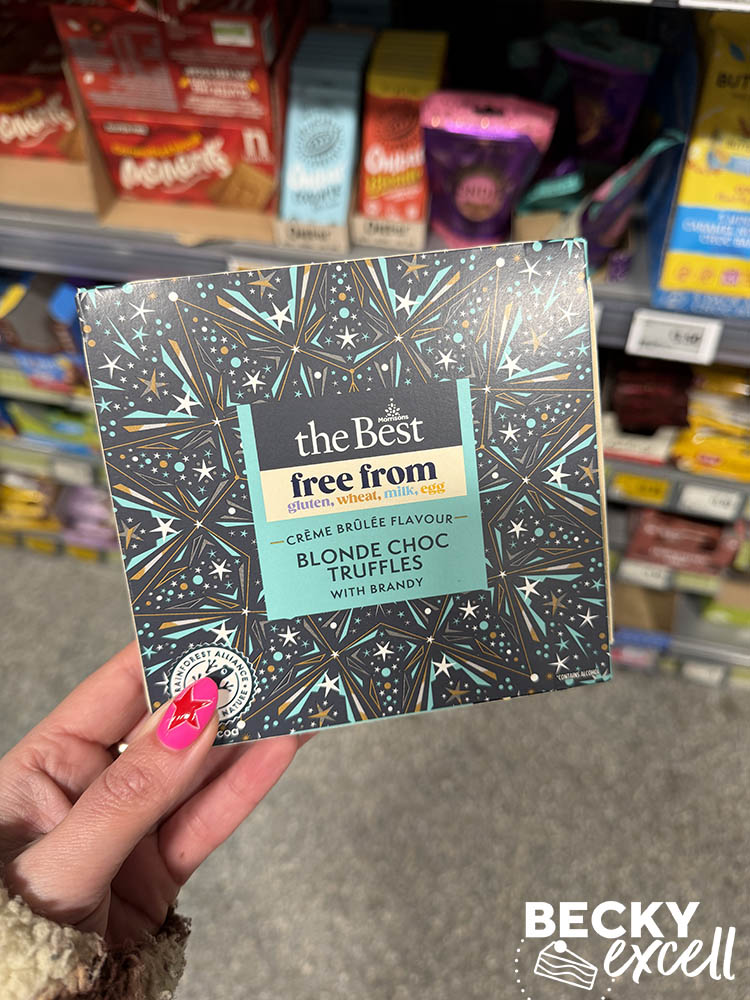 Morrisons
the Best
free from
gluten, wheat, milk, egg
CRÈME BRÛLÉE FLAVOUR
BLONDE CHOC
TRUFFLES
WITH BRANDY
RAINFOREST ALLIANCE
NATURE
*CONTAINS ALCOHOL
BECKY
excell